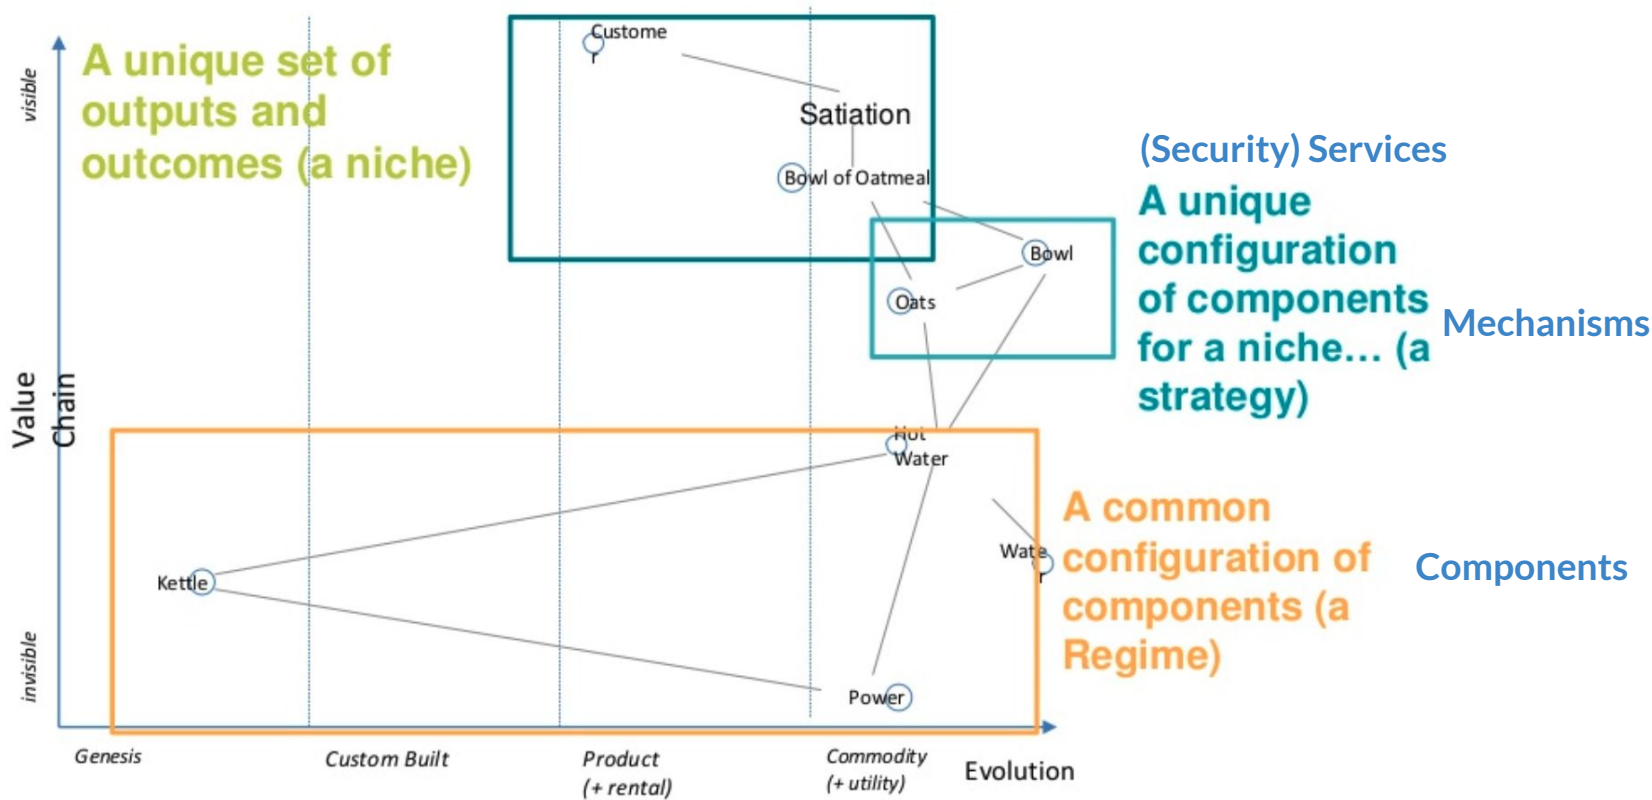 visible
A unique set of
outputs and
outcomes (a niche)
Custome
r
Satiation
Bowl of Oatmeal
(Security) Services
A unique
configuration
of components
for a niche... (a
strategy)
Mechanisms
Bowl
Oats
Value
Chain
Hot
Water
Wate
r
A common
configuration of
components (a
Regime)
Components
Kettle
Power
invisible
Genesis
Custom Built
Product
(+ rental)
Commodity
(+ utility)
Evolution